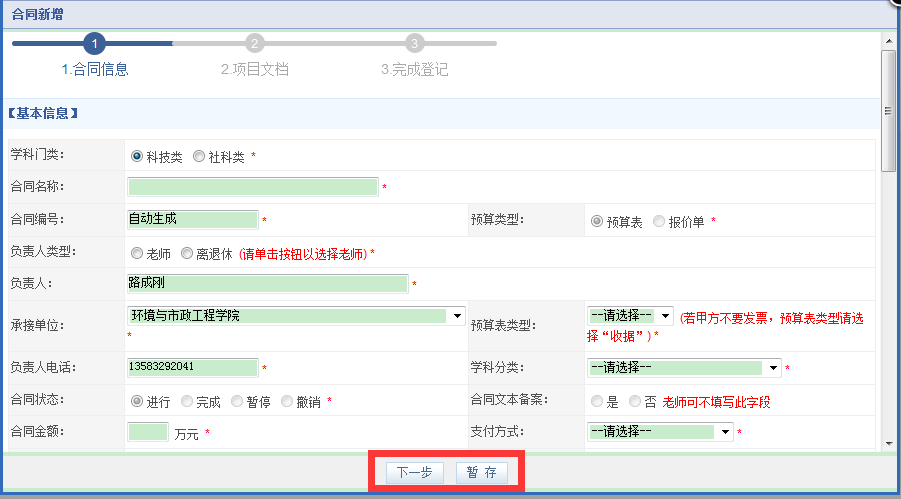 合同新增
1 2 3
1.合同信息 2.项目文档 3.完成登记
【基本信息】
学科门类： 科技类 社科类 *
合同名称： *
合同编号： 自动生成 * 预算类型： 预算表 报价单 *
负责人类型： 老师 离退休 (请单击按钮以选择老师) *
负责人： 路成刚 *
承接单位： 环境与市政工程学院 * 预算表类型： --请选择-- (若甲方不要发票，预算表类型请选
择“收据”) *
负责人电话： 13583292041 * 学科分类： --请选择-- *
合同状态： 进行 完成 暂停 撤销 * 合同文本备案： 是 否 老师可不填写此字段
合同金额： 万元 * 支付方式： --请选择-- *
下一步 暂 存